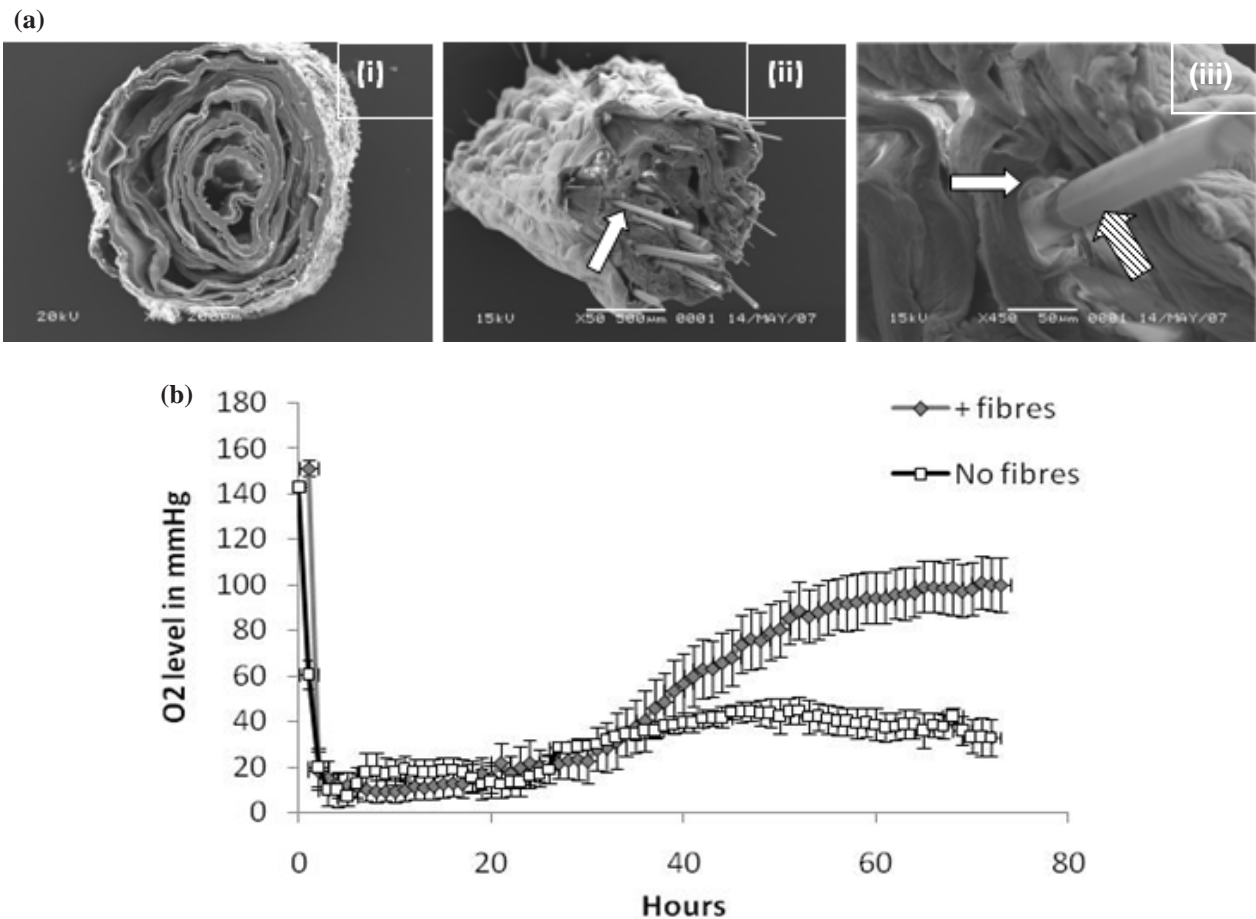 (a)
(i)
(ii)
(iii)
20kV 200μm
15kV X50 500μm 0001 14/MAY/07
15kV X450 50μm 0001 14/MAY/07
(b)
180
160
140
120
100
80
60
40
20
0
O2 level in mmHg
+ fibres
No fibres
0 20 40 60 80
Hours